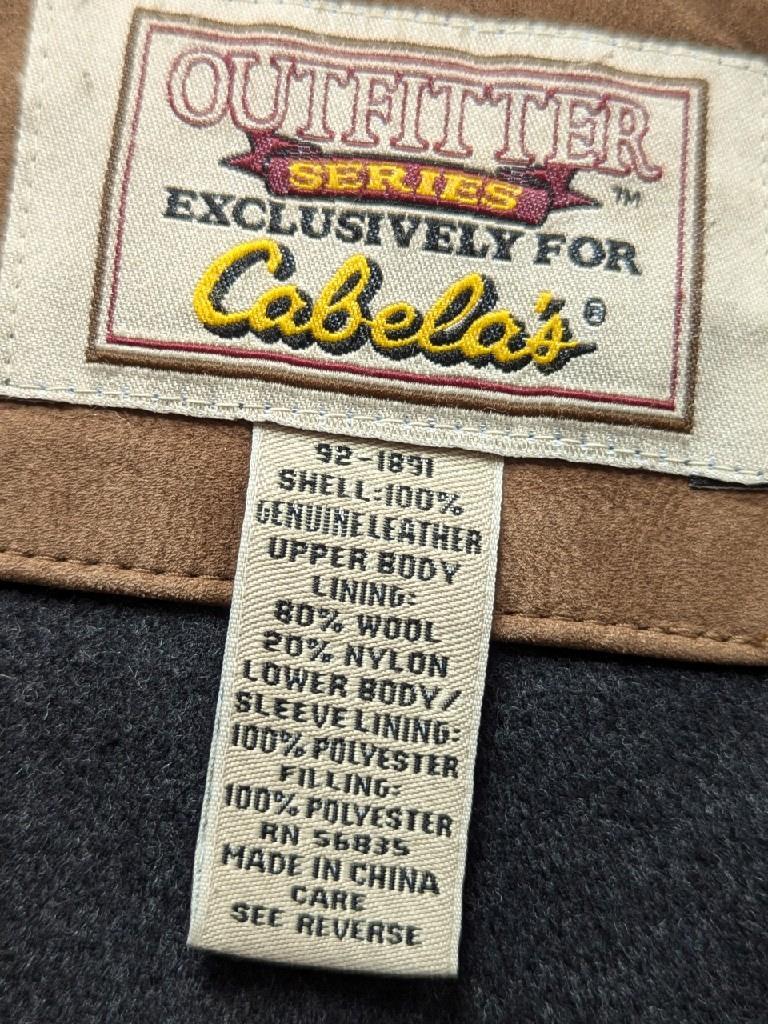 OUTFITTER
SERIES ™
EXCLUSIVELY FOR
Cabela's ®
92-1891
SHELL:100%
GENUINE LEATHER
UPPER BODY
LINING:
80% WOOL
20% NYLON
LOWER BODY/
SLEEVE LINING:
100% POLYESTER
FILLING:
100% POLYESTER
RN 56835
MADE IN CHINA
CARE
SEE REVERSE